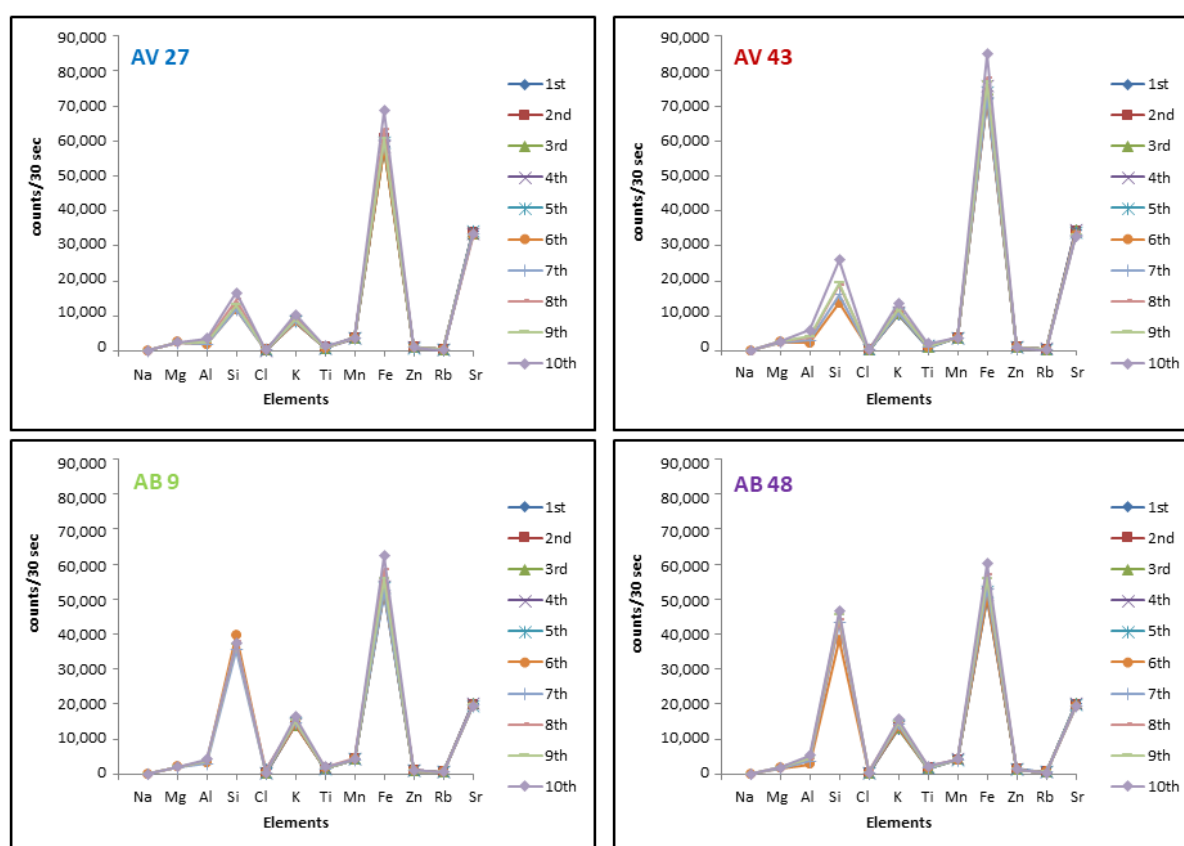 AV 27
counts/30 sec
90,000
80,000
70,000
60,000
50,000
40,000
30,000
20,000
10,000
0
Na Mg Al Si Cl K Ti Mn Fe Zn Rb Sr
Elements
1st
2nd
3rd
4th
5th
6th
7th
8th
9th
10th
AV 43
counts/30 sec
90,000
80,000
70,000
60,000
50,000
40,000
30,000
20,000
10,000
0
Na Mg Al Si Cl K Ti Mn Fe Zn Rb Sr
Elements
1st
2nd
3rd
4th
5th
6th
7th
8th
9th
10th
AB 9
counts/30 sec
90,000
80,000
70,000
60,000
50,000
40,000
30,000
20,000
10,000
0
Na Mg Al Si Cl K Ti Mn Fe Zn Rb Sr
Elements
1st
2nd
3rd
4th
5th
6th
7th
8th
9th
10th
AB 48
counts/30 sec
90,000
80,000
70,000
60,000
50,000
40,000
30,000
20,000
10,000
0
Na Mg Al Si Cl K Ti Mn Fe Zn Rb Sr
Elements
1st
2nd
3rd
4th
5th
6th
7th
8th
9th
10th